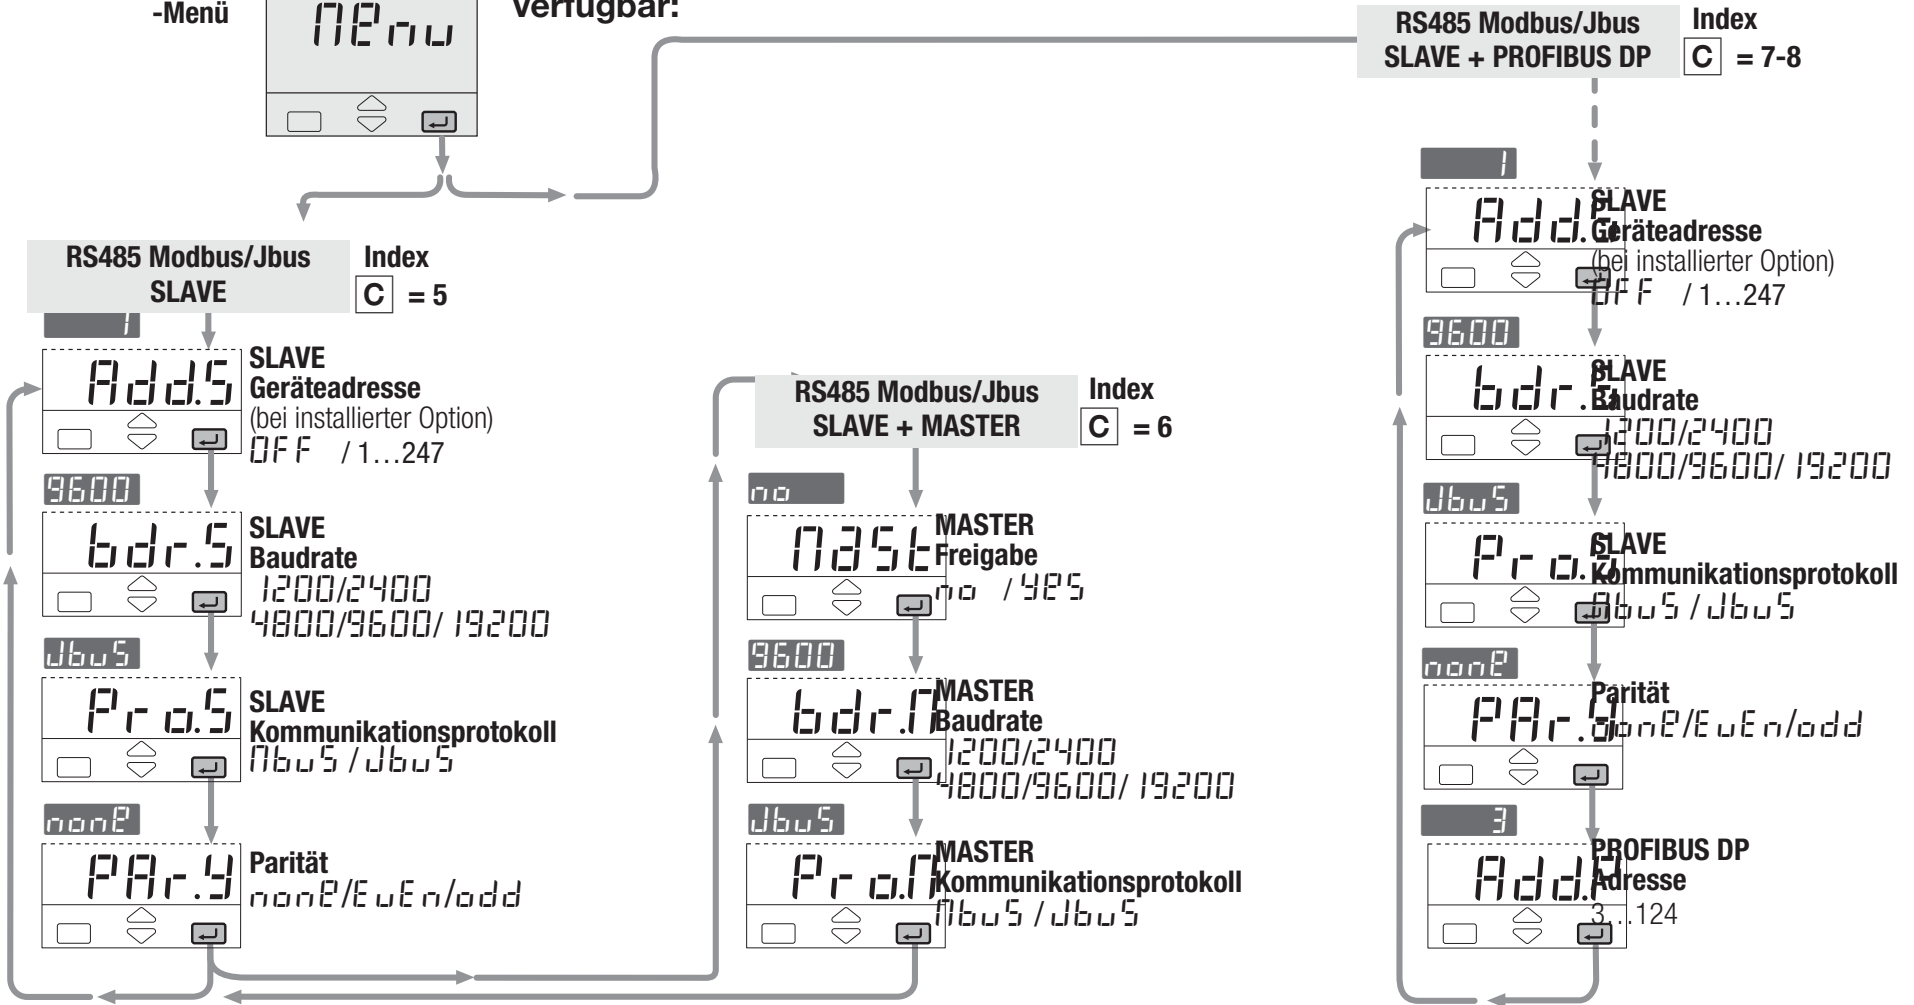 -Menü
verfügbar:
MEnu
RS485 Modbus/Jbus
SLAVE
Index
C = 5
1
Add.S
SLAVE
Geräteadresse
(bei installierter Option)
OFF / 1…247
9600
bdr.S
SLAVE
Baudrate
1200/2400
4800/9600/19200
JbuS
Pro.S
SLAVE
Kommunikationsprotokoll
MbuS / JbuS
nonE
PAr.Y
Parität
nonE/EuEn/odd
RS485 Modbus/Jbus
SLAVE + MASTER
Index
C = 6
no
MaSt
MASTER
Freigabe
no / YES
9600
bdr.M
MASTER
Baudrate
1200/2400
4800/9600/19200
JbuS
Pro.M
MASTER
Kommunikationsprotokoll
MbuS / JbuS
RS485 Modbus/Jbus
SLAVE + PROFIBUS DP
Index
C = 7-8
1
Add.S
SLAVE
Geräteadresse
(bei installierter Option)
OFF / 1…247
9600
bdr.S
SLAVE
Baudrate
1200/2400
4800/9600/19200
JbuS
Pro.S
SLAVE
Kommunikationsprotokoll
MbuS / JbuS
nonE
PAr.Y
Parität
nonE/EuEn/odd
3
Add.P
PROFIBUS DP
Adresse
3…124